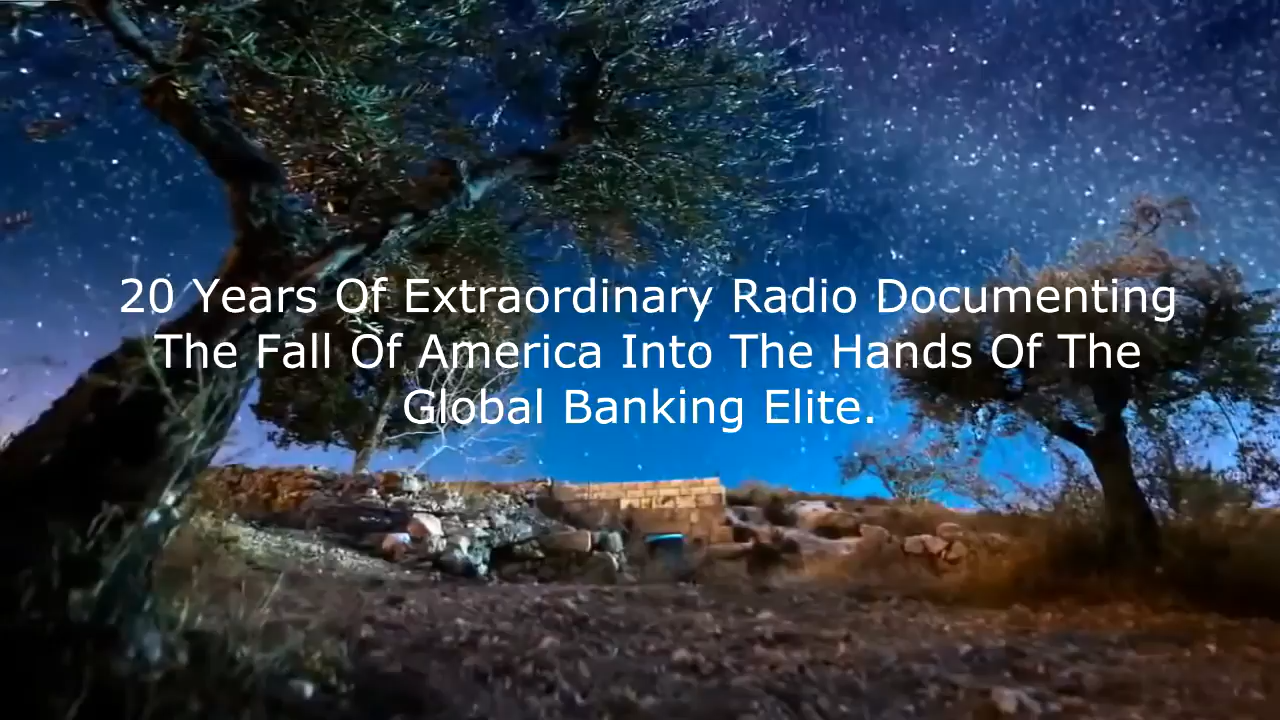 20 Years Of Extraordinary Radio Documenting
The Fall Of America Into The Hands Of The
Global Banking Elite.